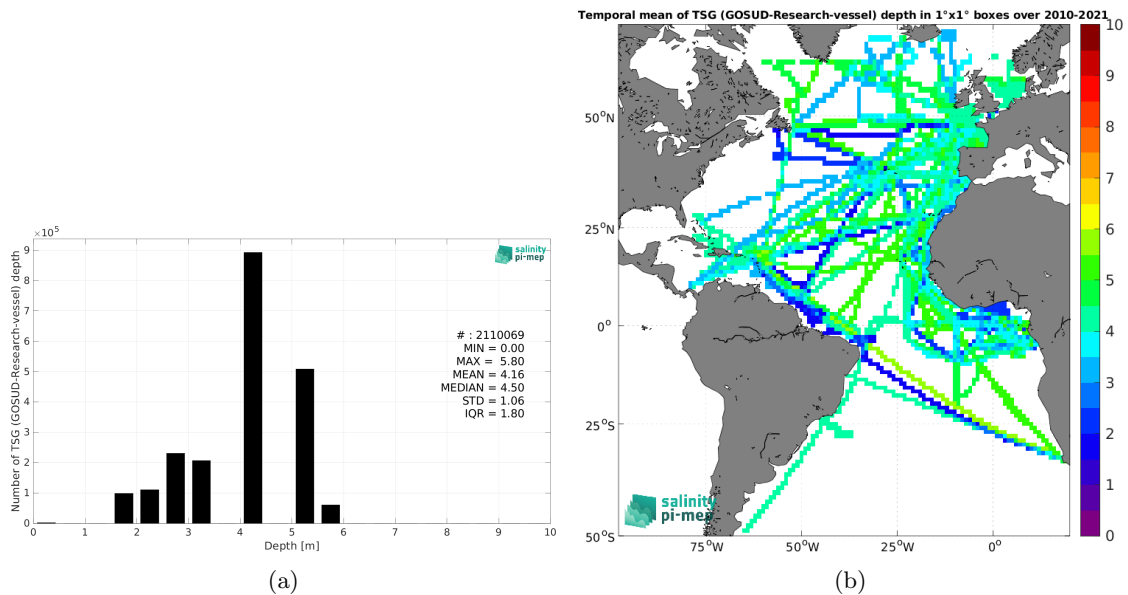 ×10⁵
9
8
7
6
5
4
3
2
1
0
Number of TSG (GOSUD-Research-vessel) depth
salinity
pi-mep
# : 2110069
MIN = 0.00
MAX = 5.80
MEAN = 4.16
MEDIAN = 4.50
STD = 1.06
IQR = 1.80
0 1 2 3 4 5 6 7 8 9 10
Depth [m]
(a)
Temporal mean of TSG (GOSUD-Research-vessel) depth in 1°x1° boxes over 2010-2021
50°N
25°N
0°
25°S
50°S
75°W 50°W 25°W 0°
salinity
pi-mep
10
9
8
7
6
5
4
3
2
1
0
(b)